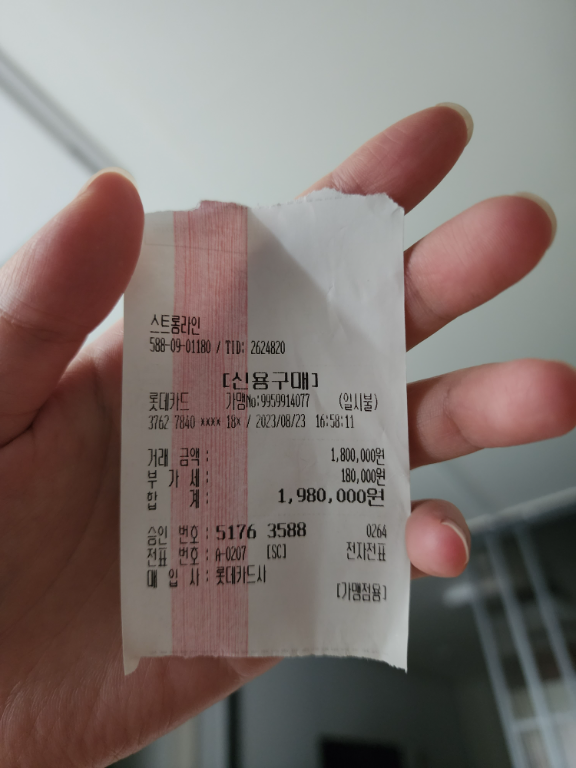 스트롱라인
588-09-01180 / TID: 2624820
[신용구매]
롯데카드 가맹No:9959914077 (일시불)
3762 7840-**** 18* / 2023/08/23 16:58:11
거래 금액 : 1,800,000원
부 가 세 : 180,000원
합 계 : 1,980,000원
승인 번호 : 5176 3588 0264
전표 번호 : A-0207 [SC] 전자전표
매 입 사 : 롯데카드사
[가맹점용]